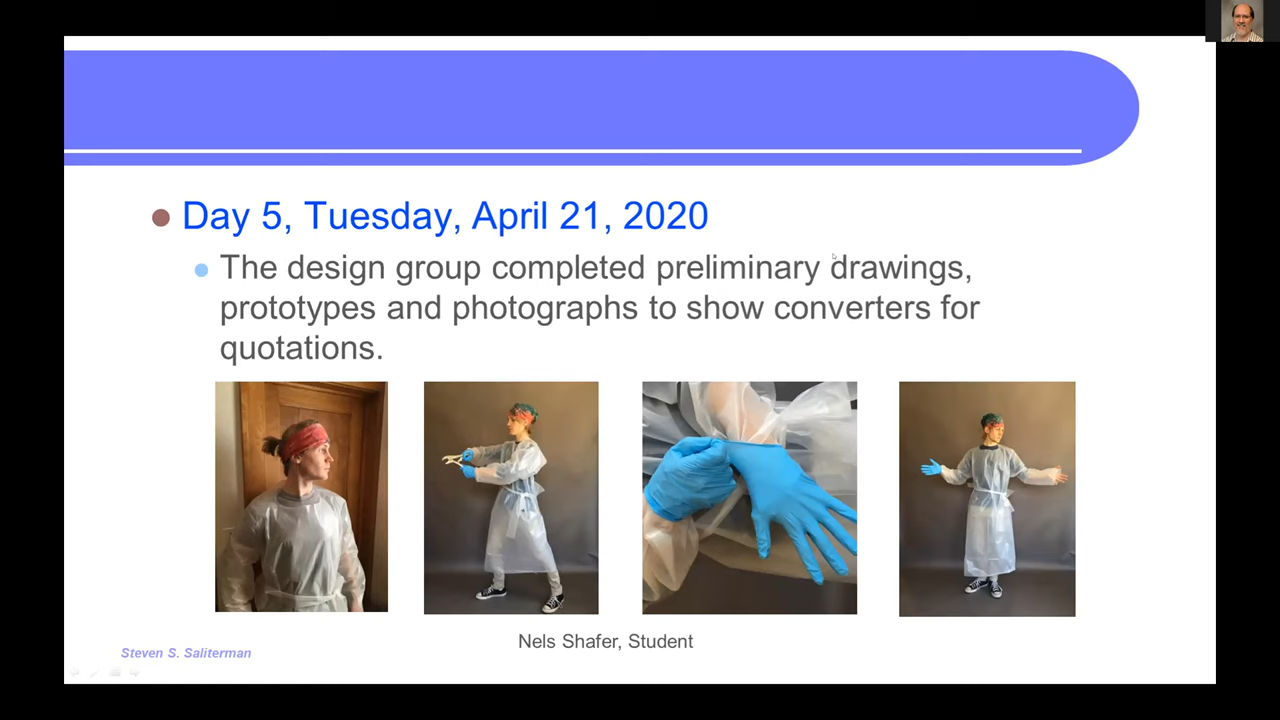 Day 5, Tuesday, April 21, 2020
The design group completed preliminary drawings,
prototypes and photographs to show converters for
quotations.
Nels Shafer, Student
Steven S. Saliterman